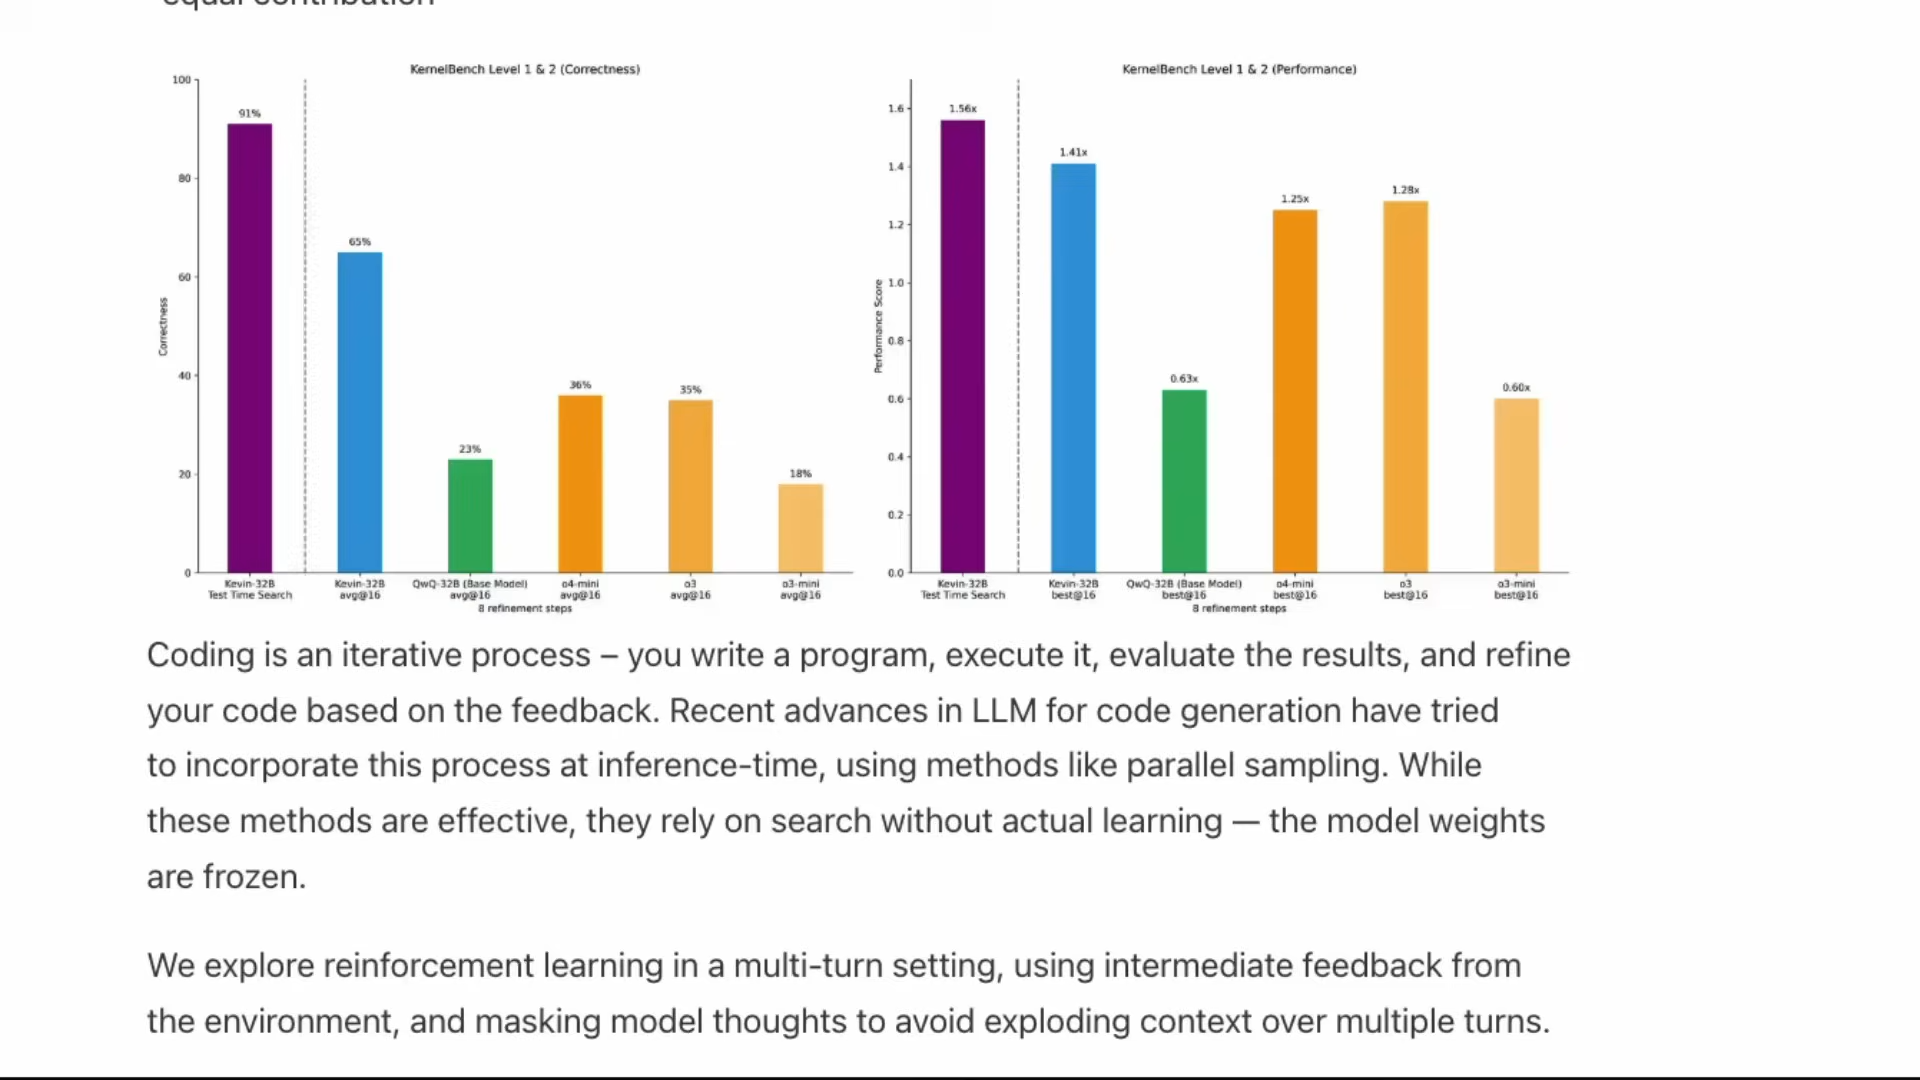 equal contribution
KernelBench Level 1 & 2 (Correctness)
100
80
60
40
20
0
Correctness
91%
65%
23%
36%
35%
18%
Kevin-32B
Test Time Search
Kevin-32B
avg@16
QwQ-32B (Base Model)
avg@16
o4-mini
avg@16
o3
avg@16
o3-mini
avg@16
8 refinement steps
KernelBench Level 1 & 2 (Performance)
1.6
1.4
1.2
1.0
0.8
0.6
0.4
0.2
0.0
Performance Score
1.56x
1.41x
0.63x
1.25x
1.28x
0.60x
Kevin-32B
Test Time Search
Kevin-32B
best@16
QwQ-32B (Base Model)
best@16
o4-mini
best@16
o3
best@16
o3-mini
best@16
8 refinement steps
Coding is an iterative process – you write a program, execute it, evaluate the results, and refine
your code based on the feedback. Recent advances in LLM for code generation have tried
to incorporate this process at inference-time, using methods like parallel sampling. While
these methods are effective, they rely on search without actual learning — the model weights
are frozen.
We explore reinforcement learning in a multi-turn setting, using intermediate feedback from
the environment, and masking model thoughts to avoid exploding context over multiple turns.